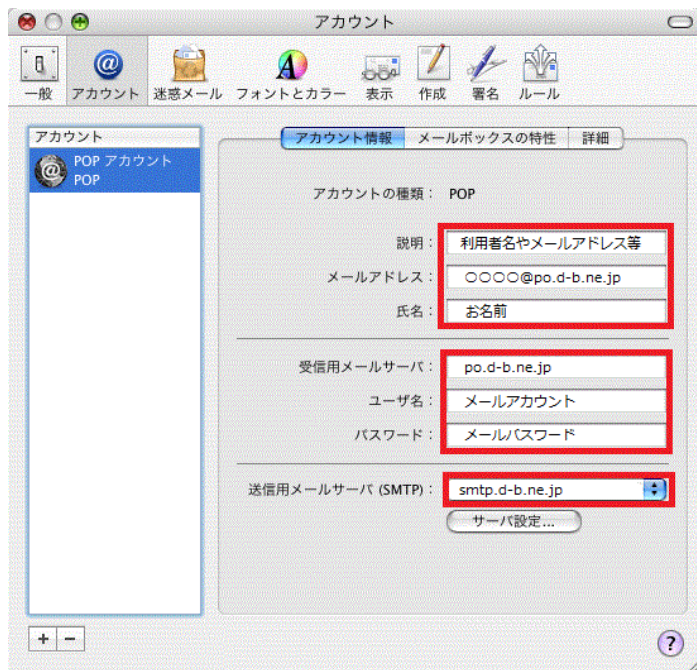 アカウント
一般 アカウント 迷惑メール フォントとカラー 表示 作成 署名 ルール
アカウント
POP アカウント
POP
アカウント情報 メールボックスの特性 詳細
アカウントの種類： POP
説明： 利用者名やメールアドレス等
メールアドレス： ○○○○@po.d-b.ne.jp
氏名： お名前
受信用メールサーバ： po.d-b.ne.jp
ユーザ名： メールアカウント
パスワード： メールパスワード
送信用メールサーバ (SMTP)： smtp.d-b.ne.jp
サーバ設定...
+ − ?